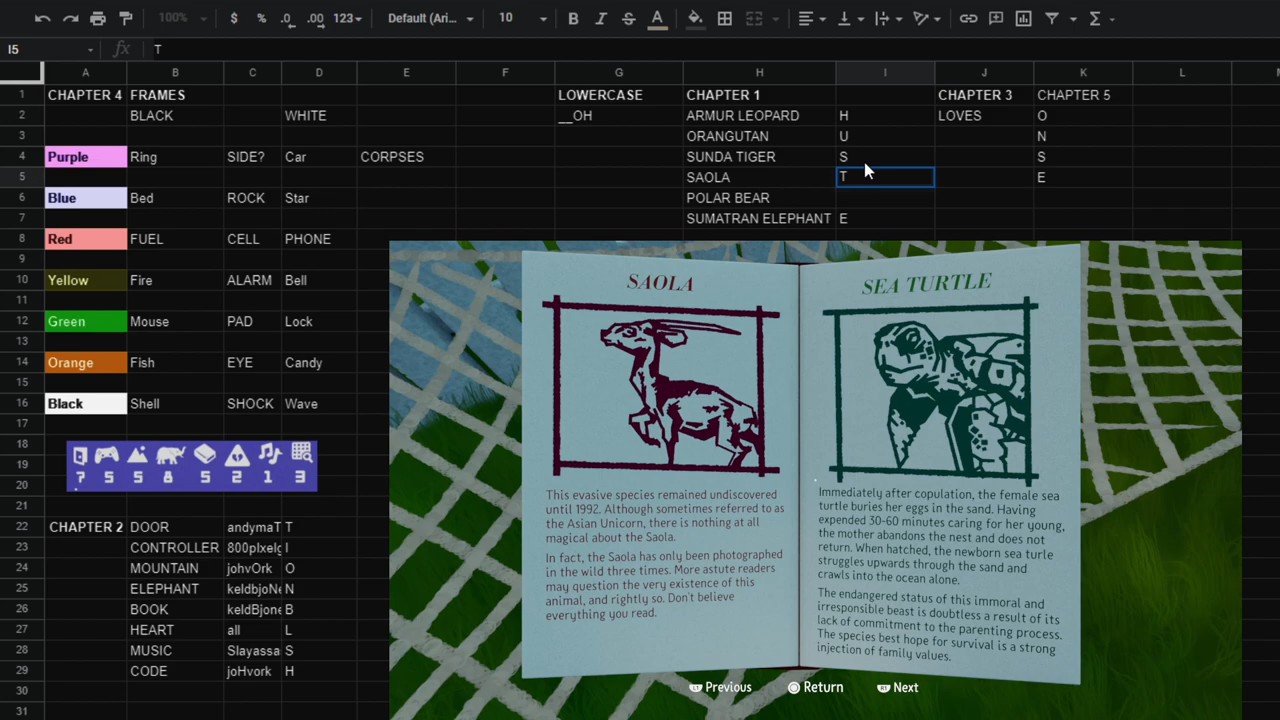 100%
$
%
.0
.00
123
Default (Ari...
10
B
I
A
I5
fx
T
A B C D E F G H I J K L
1 CHAPTER 4 FRAMES LOWERCASE CHAPTER 1 CHAPTER 3 CHAPTER 5
2 BLACK WHITE __OH ARMUR LEOPARD H LOVES O
3 ORANGUTAN U N
4 Purple Ring SIDE? Car CORPSES SUNDA TIGER S S
5 SAOLA T E
6 Blue Bed ROCK Star POLAR BEAR
7 SUMATRAN ELEPHANT E
8 Red FUEL CELL PHONE
9
10 Yellow Fire ALARM Bell
11
12 Green Mouse PAD Lock
13
14 Orange Fish EYE Candy
15
16 Black Shell SHOCK Wave
17
18
19
20
21
? 5 5 8 5 2 1 3
22 CHAPTER 2 DOOR andymaT T
23 CONTROLLER 800pIxelg I
24 MOUNTAIN johvOrk O
25 ELEPHANT keldbjoN N
26 BOOK keldBjone B
27 HEART all L
28 MUSIC Slayassa S
29 CODE joHvork H
30
31
SAOLA
This evasive species remained undiscovered
until 1992. Although sometimes referred to as
the Asian Unicorn, there is nothing at all
magical about the Saola.
In fact, the Saola has only been photographed
in the wild three times. More astute readers
may question the very existence of this
animal, and rightly so. Don't believe
everything you read.
SEA TURTLE
Immediately after copulation, the female sea
turtle buries her eggs in the sand. Having
expended 30-60 minutes caring for her young,
the mother abandons the nest and does not
return. When hatched, the newborn sea turle
struggles upwards through the sand and
crawls into the ocean alone.
The endangered status of this immoral and
irresponsible beast is doubtless a result of its
lack of commitment to the parenting process.
The species best hope for survival is a strong
injection of family values.
Previous
Return
Next